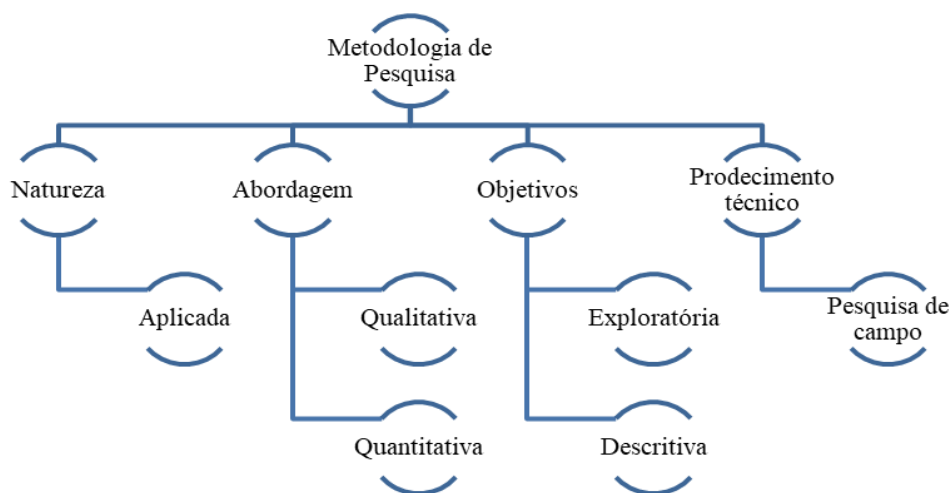 Metodologia de
Pesquisa
Natureza
Abordagem
Objetivos
Prodecimento
técnico
Aplicada
Qualitativa
Exploratória
Pesquisa de
campo
Quantitativa
Descritiva